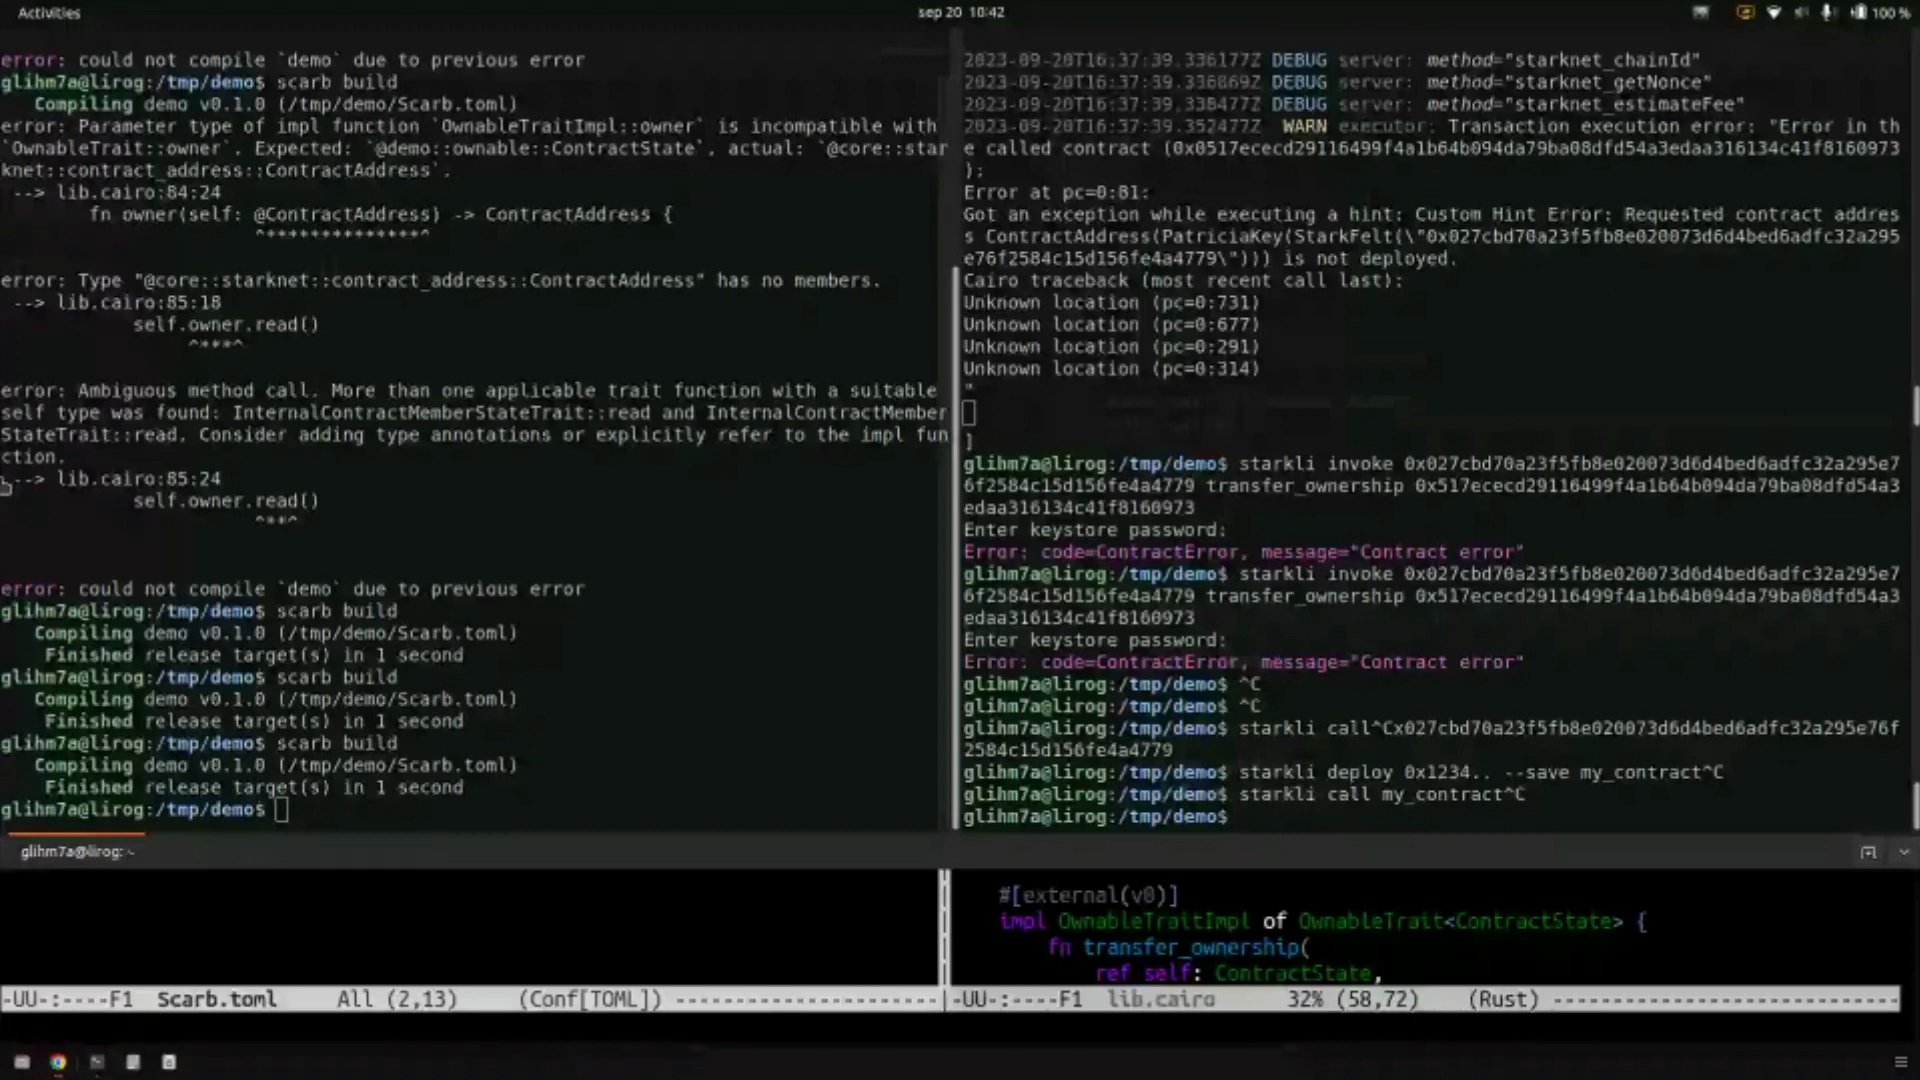 Activities
sep 20 10:42
100 %
error: could not compile `demo` due to previous error
glihm7a@lirog:/tmp/demo$ scarb build
Compiling demo v0.1.0 (/tmp/demo/Scarb.toml)
error: Parameter type of impl function `OwnableTraitImpl::owner` is incompatible with
`OwnableTrait::owner`. Expected: `@demo::ownable::ContractState`, actual: `@core::star
knet::contract_address::ContractAddress`.
--> lib.cairo:84:24
fn owner(self: @ContractAddress) -> ContractAddress {
^**************^
error: Type "@core::starknet::contract_address::ContractAddress" has no members.
--> lib.cairo:85:18
self.owner.read()
^***^
error: Ambiguous method call. More than one applicable trait function with a suitable
self type was found: InternalContractMemberStateTrait::read and InternalContractMember
StateTrait::read. Consider adding type annotations or explicitly refer to the impl fun
ction.
--> lib.cairo:85:24
self.owner.read()
^**^
error: could not compile `demo` due to previous error
glihm7a@lirog:/tmp/demo$ scarb build
Compiling demo v0.1.0 (/tmp/demo/Scarb.toml)
Finished release target(s) in 1 second
glihm7a@lirog:/tmp/demo$ scarb build
Compiling demo v0.1.0 (/tmp/demo/Scarb.toml)
Finished release target(s) in 1 second
glihm7a@lirog:/tmp/demo$ scarb build
Compiling demo v0.1.0 (/tmp/demo/Scarb.toml)
Finished release target(s) in 1 second
glihm7a@lirog:/tmp/demo$
2023-09-20T16:37:39.336177Z DEBUG server: method="starknet_chainId"
2023-09-20T16:37:39.336869Z DEBUG server: method="starknet_getNonce"
2023-09-20T16:37:39.338477Z DEBUG server: method="starknet_estimateFee"
2023-09-20T16:37:39.352477Z WARN executor: Transaction execution error: "Error in th
e called contract (0x0517ececd29116499f4a1b64b094da79ba08dfd54a3edaa316134c41f8160973
):
Error at pc=0:81:
Got an exception while executing a hint: Custom Hint Error: Requested contract addres
s ContractAddress(PatriciaKey(StarkFelt(\"0x027cbd70a23f5fb8e020073d6d4bed6adfc32a295
e76f2584c15d156fe4a4779\"))) is not deployed.
Cairo traceback (most recent call last):
Unknown location (pc=0:731)
Unknown location (pc=0:677)
Unknown location (pc=0:291)
Unknown location (pc=0:314)
"
]
glihm7a@lirog:/tmp/demo$ starkli invoke 0x027cbd70a23f5fb8e020073d6d4bed6adfc32a295e7
6f2584c15d156fe4a4779 transfer_ownership 0x517ececd29116499f4a1b64b094da79ba08dfd54a3
edaa316134c41f8160973
Enter keystore password:
Error: code=ContractError, message="Contract error"
glihm7a@lirog:/tmp/demo$ starkli invoke 0x027cbd70a23f5fb8e020073d6d4bed6adfc32a295e7
6f2584c15d156fe4a4779 transfer_ownership 0x517ececd29116499f4a1b64b094da79ba08dfd54a3
edaa316134c41f8160973
Enter keystore password:
Error: code=ContractError, message="Contract error"
glihm7a@lirog:/tmp/demo$ ^C
glihm7a@lirog:/tmp/demo$ ^C
glihm7a@lirog:/tmp/demo$ starkli call^Cx027cbd70a23f5fb8e020073d6d4bed6adfc32a295e76f
2584c15d156fe4a4779
glihm7a@lirog:/tmp/demo$ starkli deploy 0x1234.. --save my_contract^C
glihm7a@lirog:/tmp/demo$ starkli call my_contract^C
glihm7a@lirog:/tmp/demo$
glihm7a@lirog: ~
#[external(v0)]
impl OwnableTraitImpl of OwnableTrait<ContractState> {
fn transfer_ownership(
ref self: ContractState,
-UU-:----F1 Scarb.toml All (2,13) (Conf[TOML]) --------------------------
-UU-:----F1 lib.cairo 32% (58,72) (Rust) --------------------------------